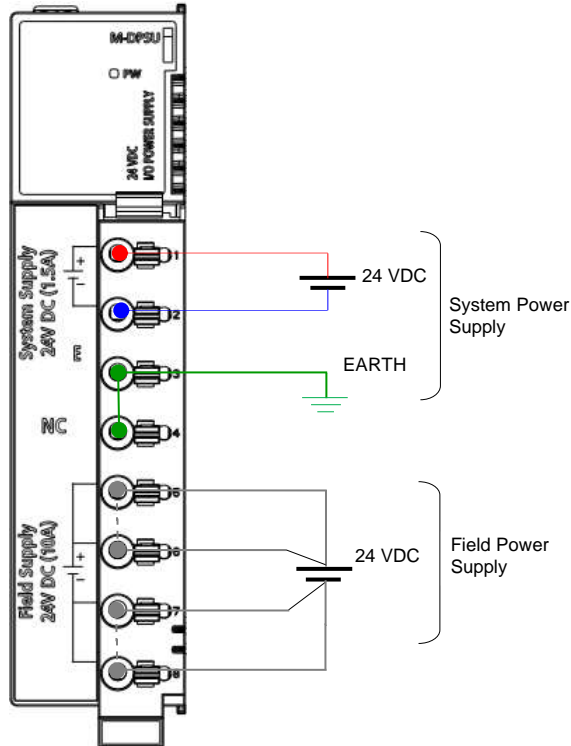 M-DPSU
PW
24 VDC
I/O POWER SUPPLY
System Supply
24V DC (1.5A)
+
-
NC
Field Supply
24V DC (10A)
+
-
1
2
3
4
5
6
7
8
24 VDC
System Power
Supply
EARTH
24 VDC
Field Power
Supply